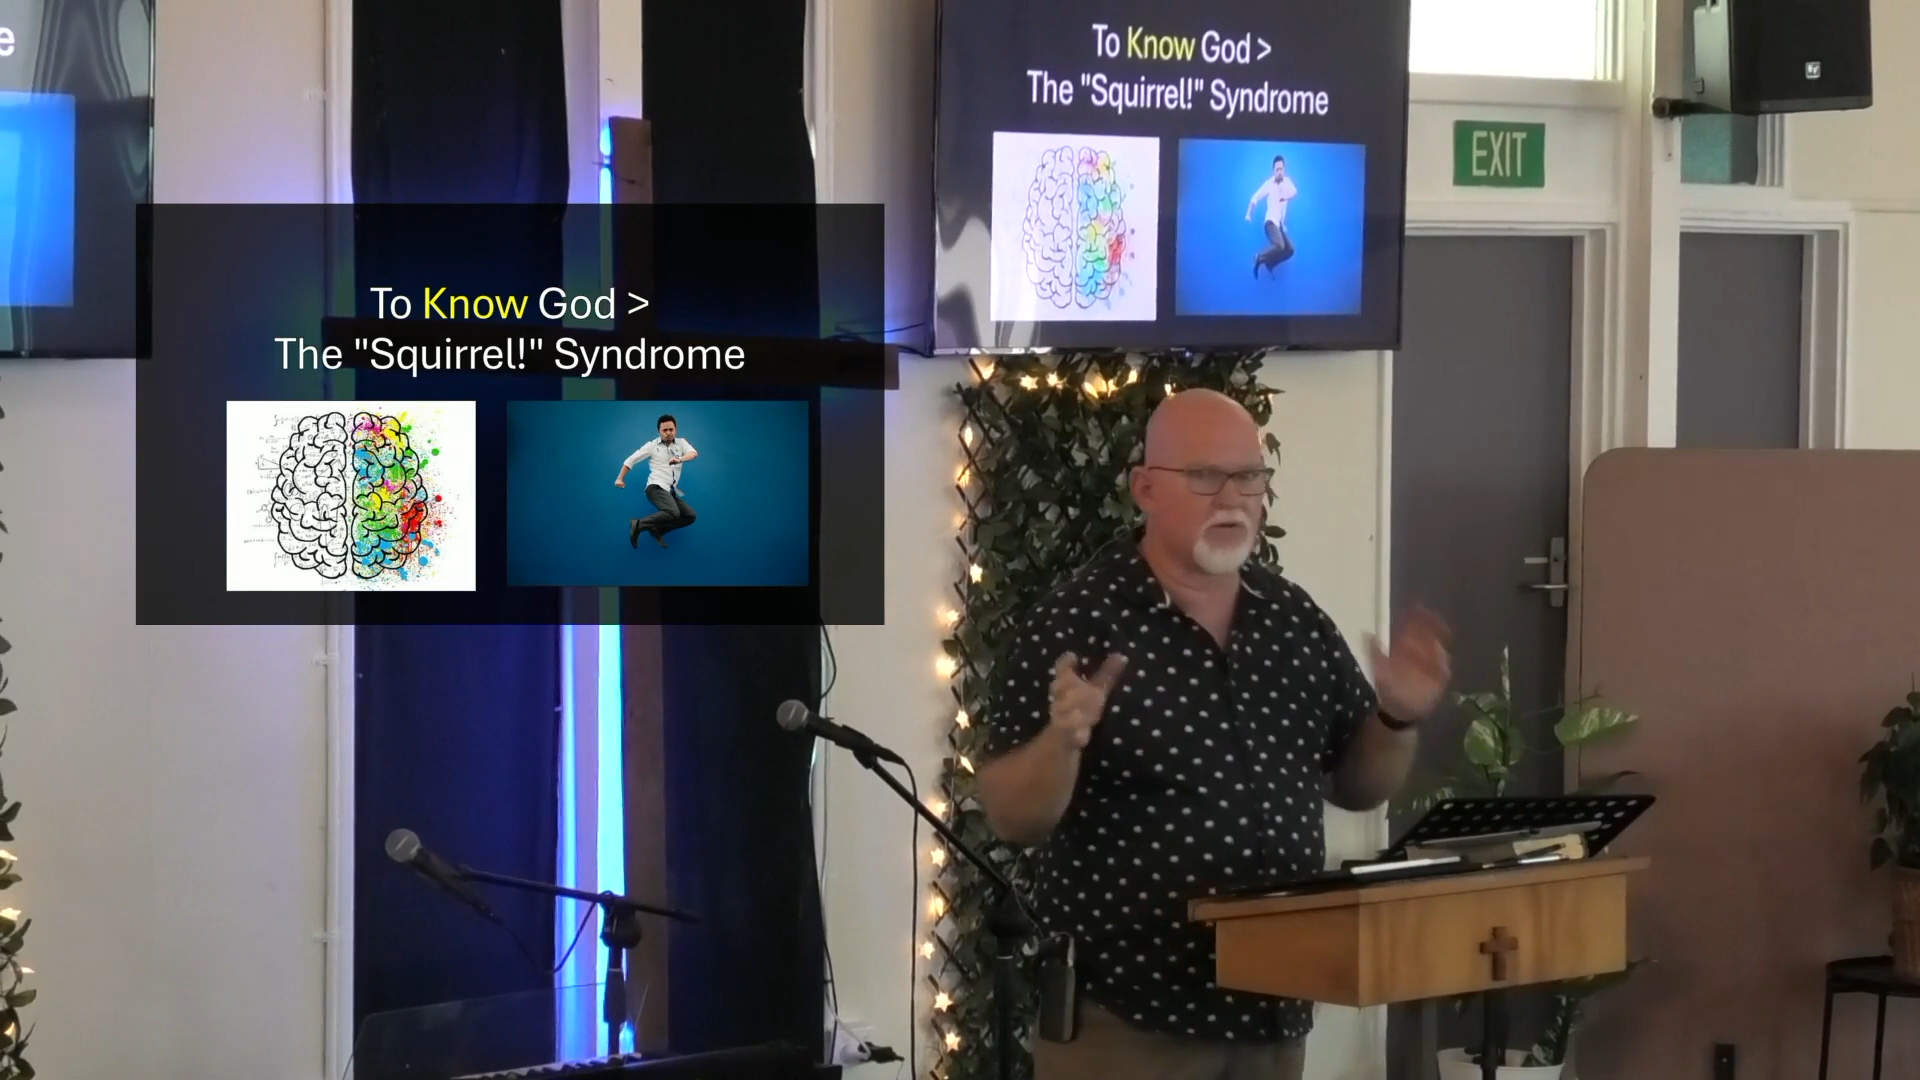 To Know God >
The "Squirrel!" Syndrome
To Know God >
The "Squirrel!" Syndrome
EXIT
e